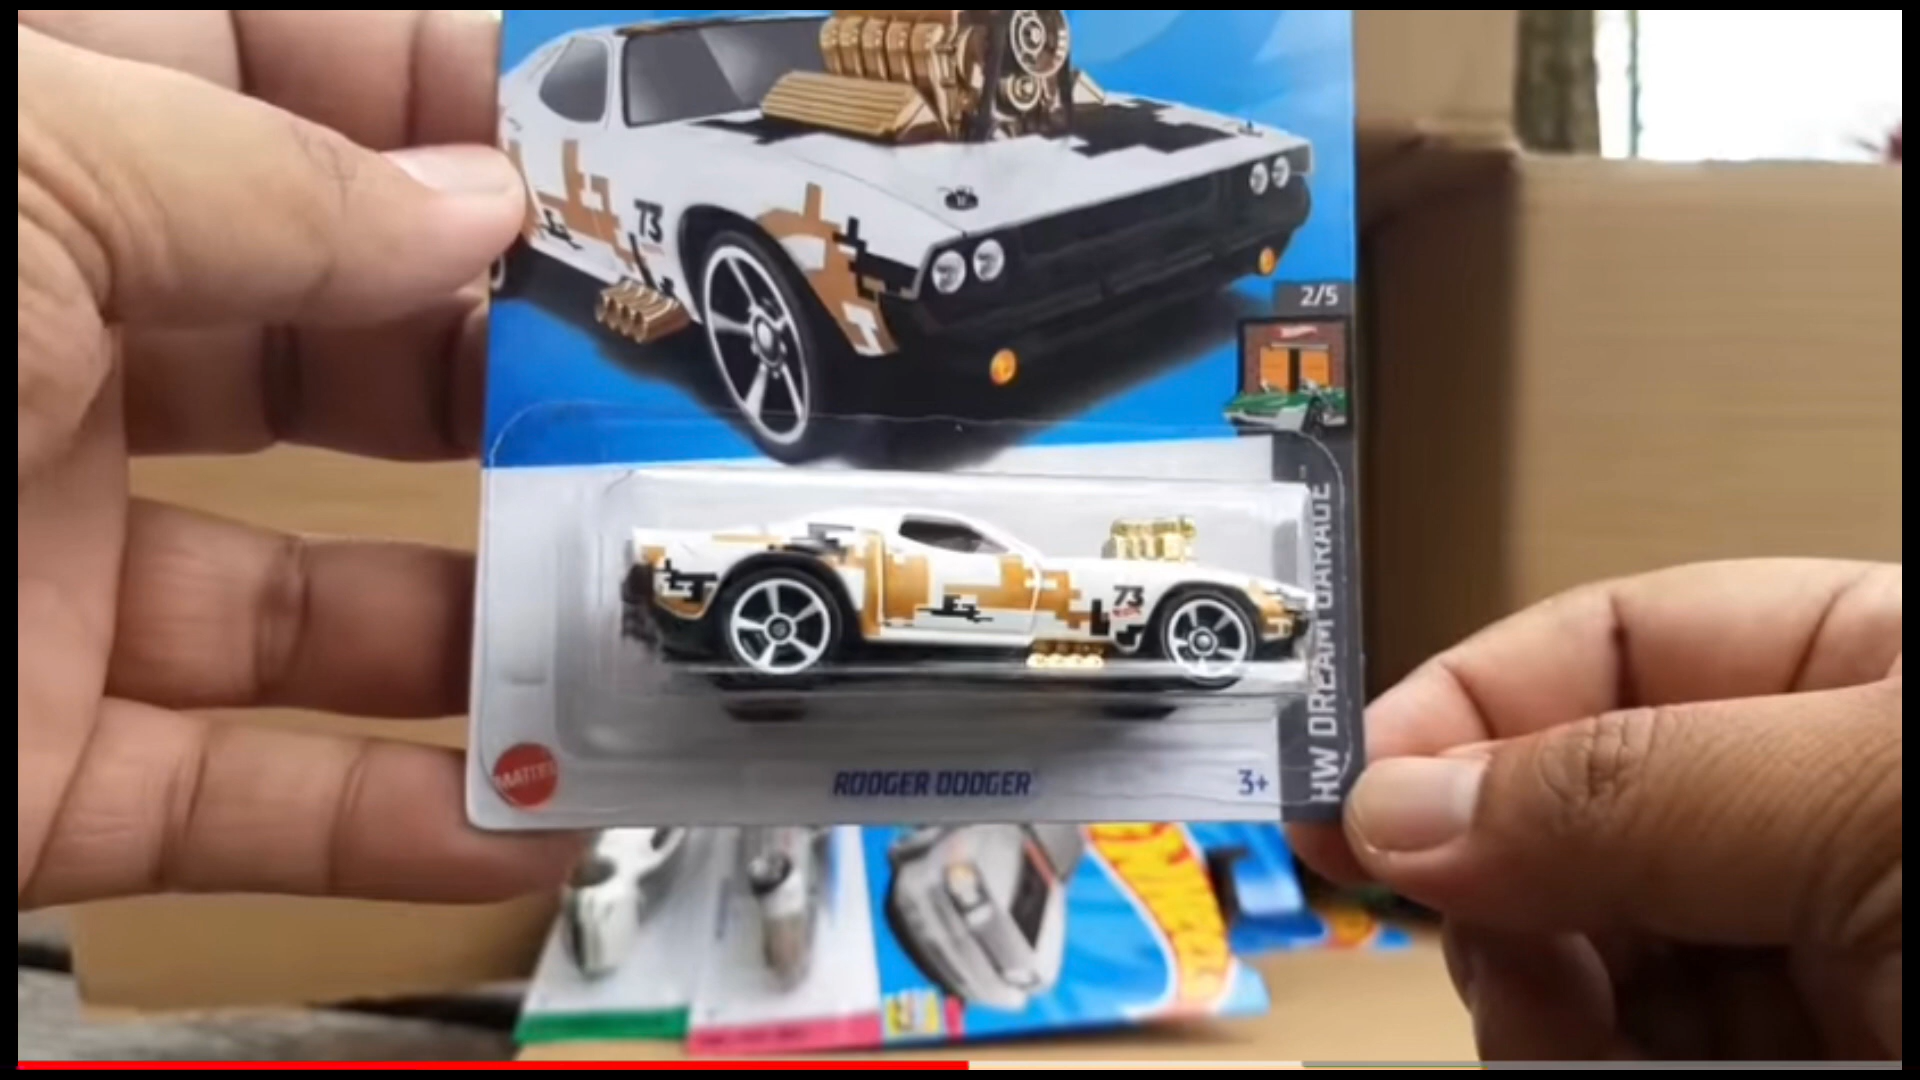 73
2/5
73
HW DREAM GARAGE
MATTEL
RODGER DODGER
3+